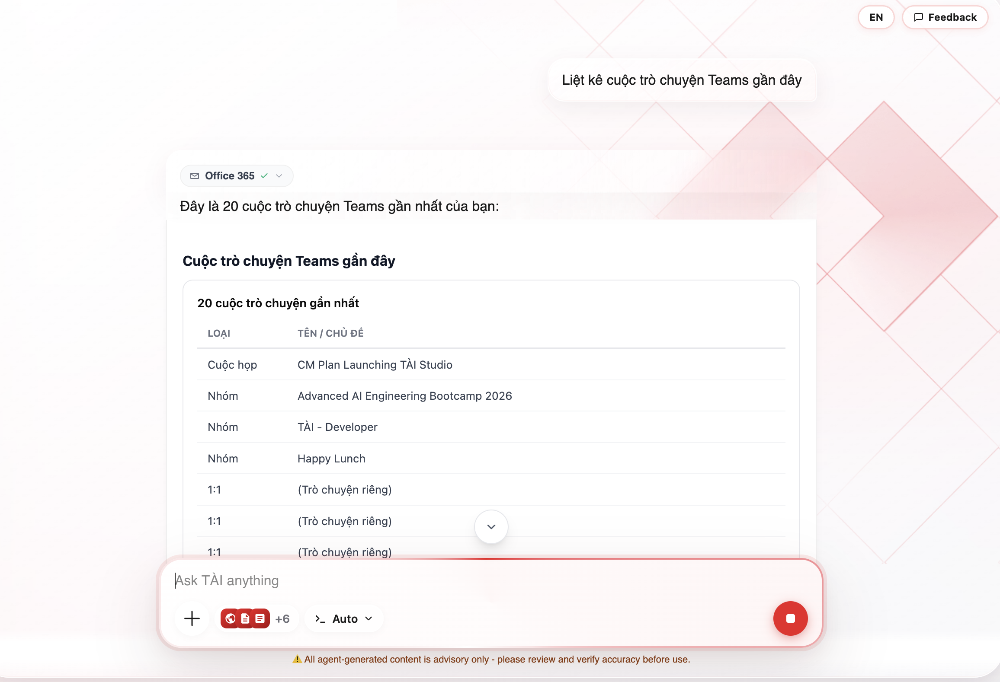 EN Feedback
Liệt kê cuộc trò chuyện Teams gần đây
Office 365
Đây là 20 cuộc trò chuyện Teams gần nhất của bạn:
Cuộc trò chuyện Teams gần đây
20 cuộc trò chuyện gần nhất
LOẠI TÊN / CHỦ ĐỀ
Cuộc họp CM Plan Launching TÀI Studio
Nhóm Advanced AI Engineering Bootcamp 2026
Nhóm TÀI - Developer
Nhóm Happy Lunch
1:1 (Trò chuyện riêng)
1:1 (Trò chuyện riêng)
1:1 (Trò chuyện riêng)
Ask TÀI anything
+6 >_ Auto
All agent-generated content is advisory only - please review and verify accuracy before use.